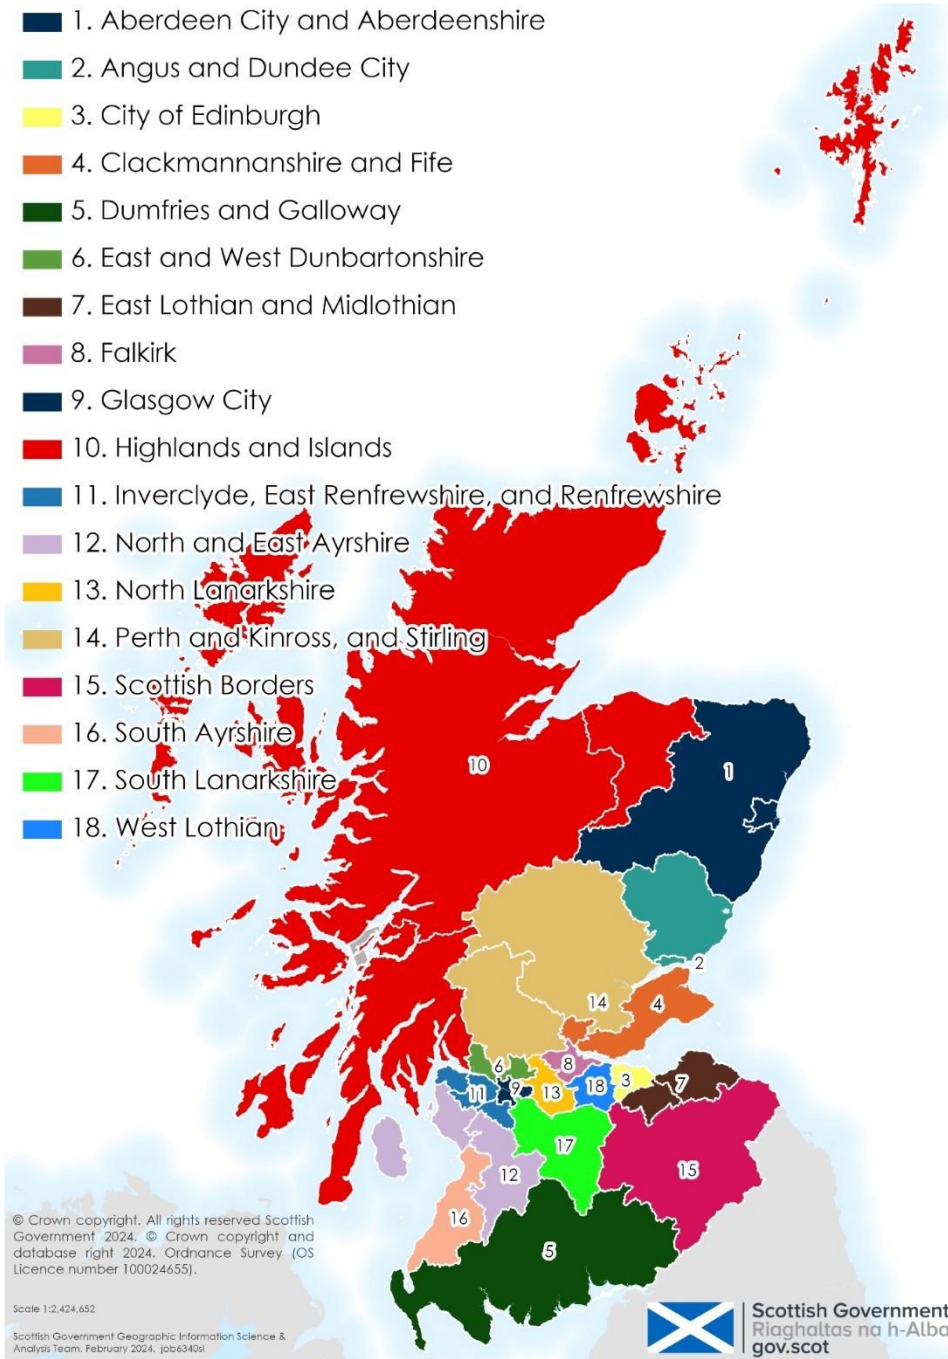 1. Aberdeen City and Aberdeenshire
2. Angus and Dundee City
3. City of Edinburgh
4. Clackmannanshire and Fife
5. Dumfries and Galloway
6. East and West Dunbartonshire
7. East Lothian and Midlothian
8. Falkirk
9. Glasgow City
10. Highlands and Islands
11. Inverclyde, East Renfrewshire, and Renfrewshire
12. North and East Ayrshire
13. North Lanarkshire
14. Perth and Kinross, and Stirling
15. Scottish Borders
16. South Ayrshire
17. South Lanarkshire
18. West Lothian
10
1
2
14
4
6
8
11
9
13
18
3
7
17
12
15
16
5
© Crown copyright. All rights reserved Scottish
Government 2024. © Crown copyright and
database right 2024. Ordnance Survey (OS
Licence number 100024655).
Scale 1:2,424,652
Scottish Government Geographic Information Science &
Analysis Team. February 2024. job6340sl
Scottish Government
Riaghaltas na h-Alba
gov.scot